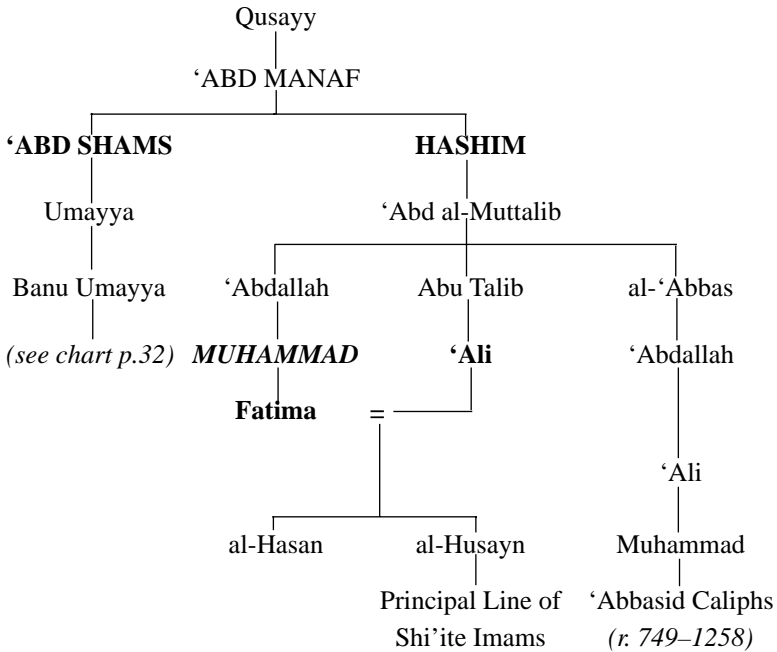 Qusayy
‘ABD MANAF
‘ABD SHAMS HASHIM
Umayya ‘Abd al-Muttalib
Banu Umayya ‘Abdallah Abu Talib al-‘Abbas
(see chart p.32) MUHAMMAD ‘Ali ‘Abdallah
Fatima =
‘Ali
al-Hasan al-Husayn Muhammad
Principal Line of ‘Abbasid Caliphs
Shi’ite Imams (r. 749–1258)